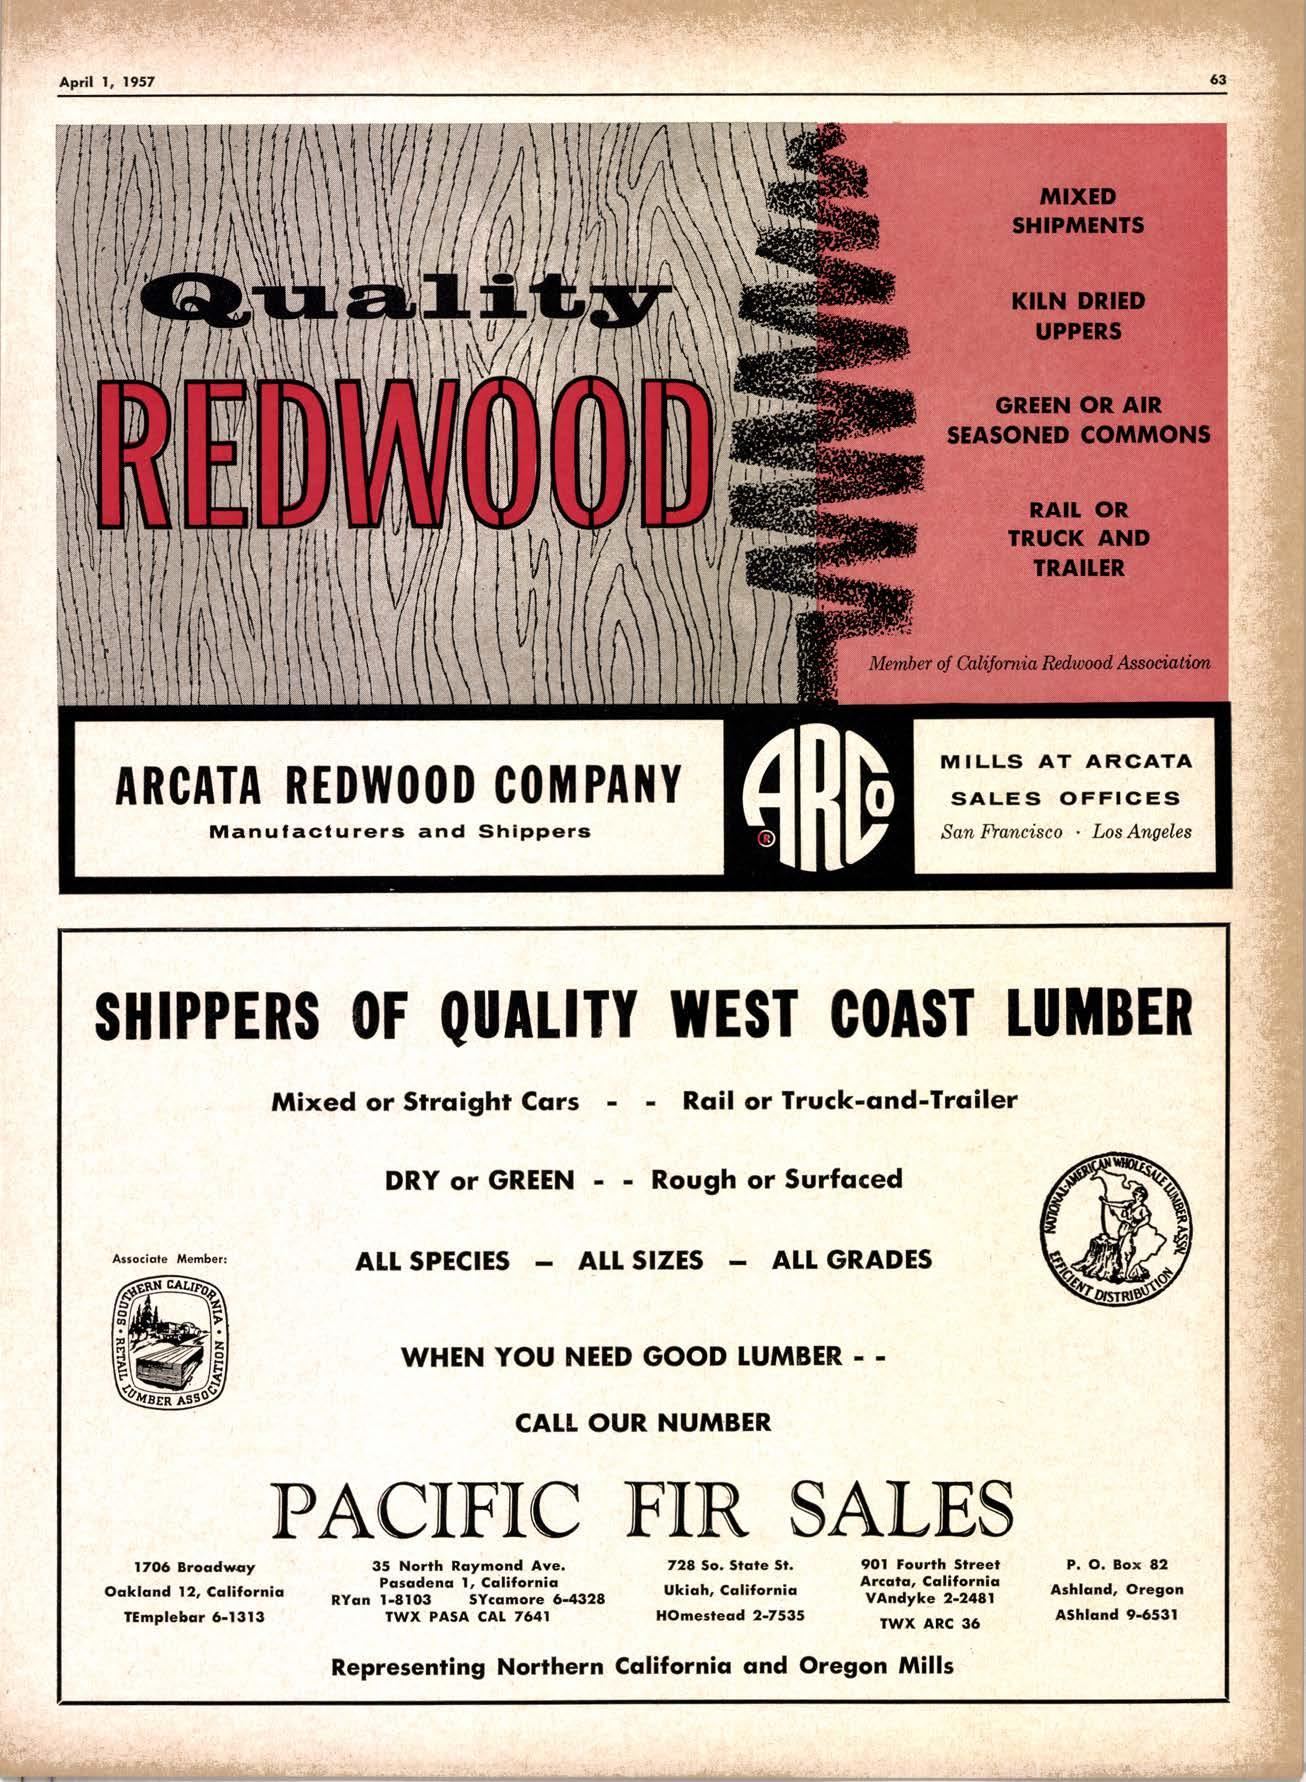 April 1, 1957
63
Quality
REDWOOD
MIXED
SHIPMENTS
KILN DRIED
UPPERS
GREEN OR AIR
SEASONED COMMONS
RAIL OR
TRUCK AND
TRAILER
Member of California Redwood Association
ARCATA REDWOOD COMPANY
Manufacturers and Shippers
ARCo
®
MILLS AT ARCATA
SALES OFFICES
San Francisco · Los Angeles
SHIPPERS OF QUALITY WEST COAST LUMBER
Mixed or Straight Cars - - Rail or Truck-and-Trailer
DRY or GREEN - - Rough or Surfaced
NATIONAL-AMERICAN WHOLESALE LUMBER ASSN.
EFFICIENT DISTRIBUTION
Associate Member:
SOUTHERN CALIFORNIA
RETAIL LUMBER ASSOCIATION
ALL SPECIES – ALL SIZES – ALL GRADES
WHEN YOU NEED GOOD LUMBER - -
CALL OUR NUMBER
PACIFIC FIR SALES
1706 Broadway
Oakland 12, California
TEmplebar 6-1313
35 North Raymond Ave.
Pasadena 1, California
RYan 1-8103 SYcamore 6-4328
TWX PASA CAL 7641
728 So. State St.
Ukiah, California
HOmestead 2-7535
901 Fourth Street
Arcata, California
VAndyke 2-2481
TWX ARC 36
P. O. Box 82
Ashland, Oregon
AShland 9-6531
Representing Northern California and Oregon Mills